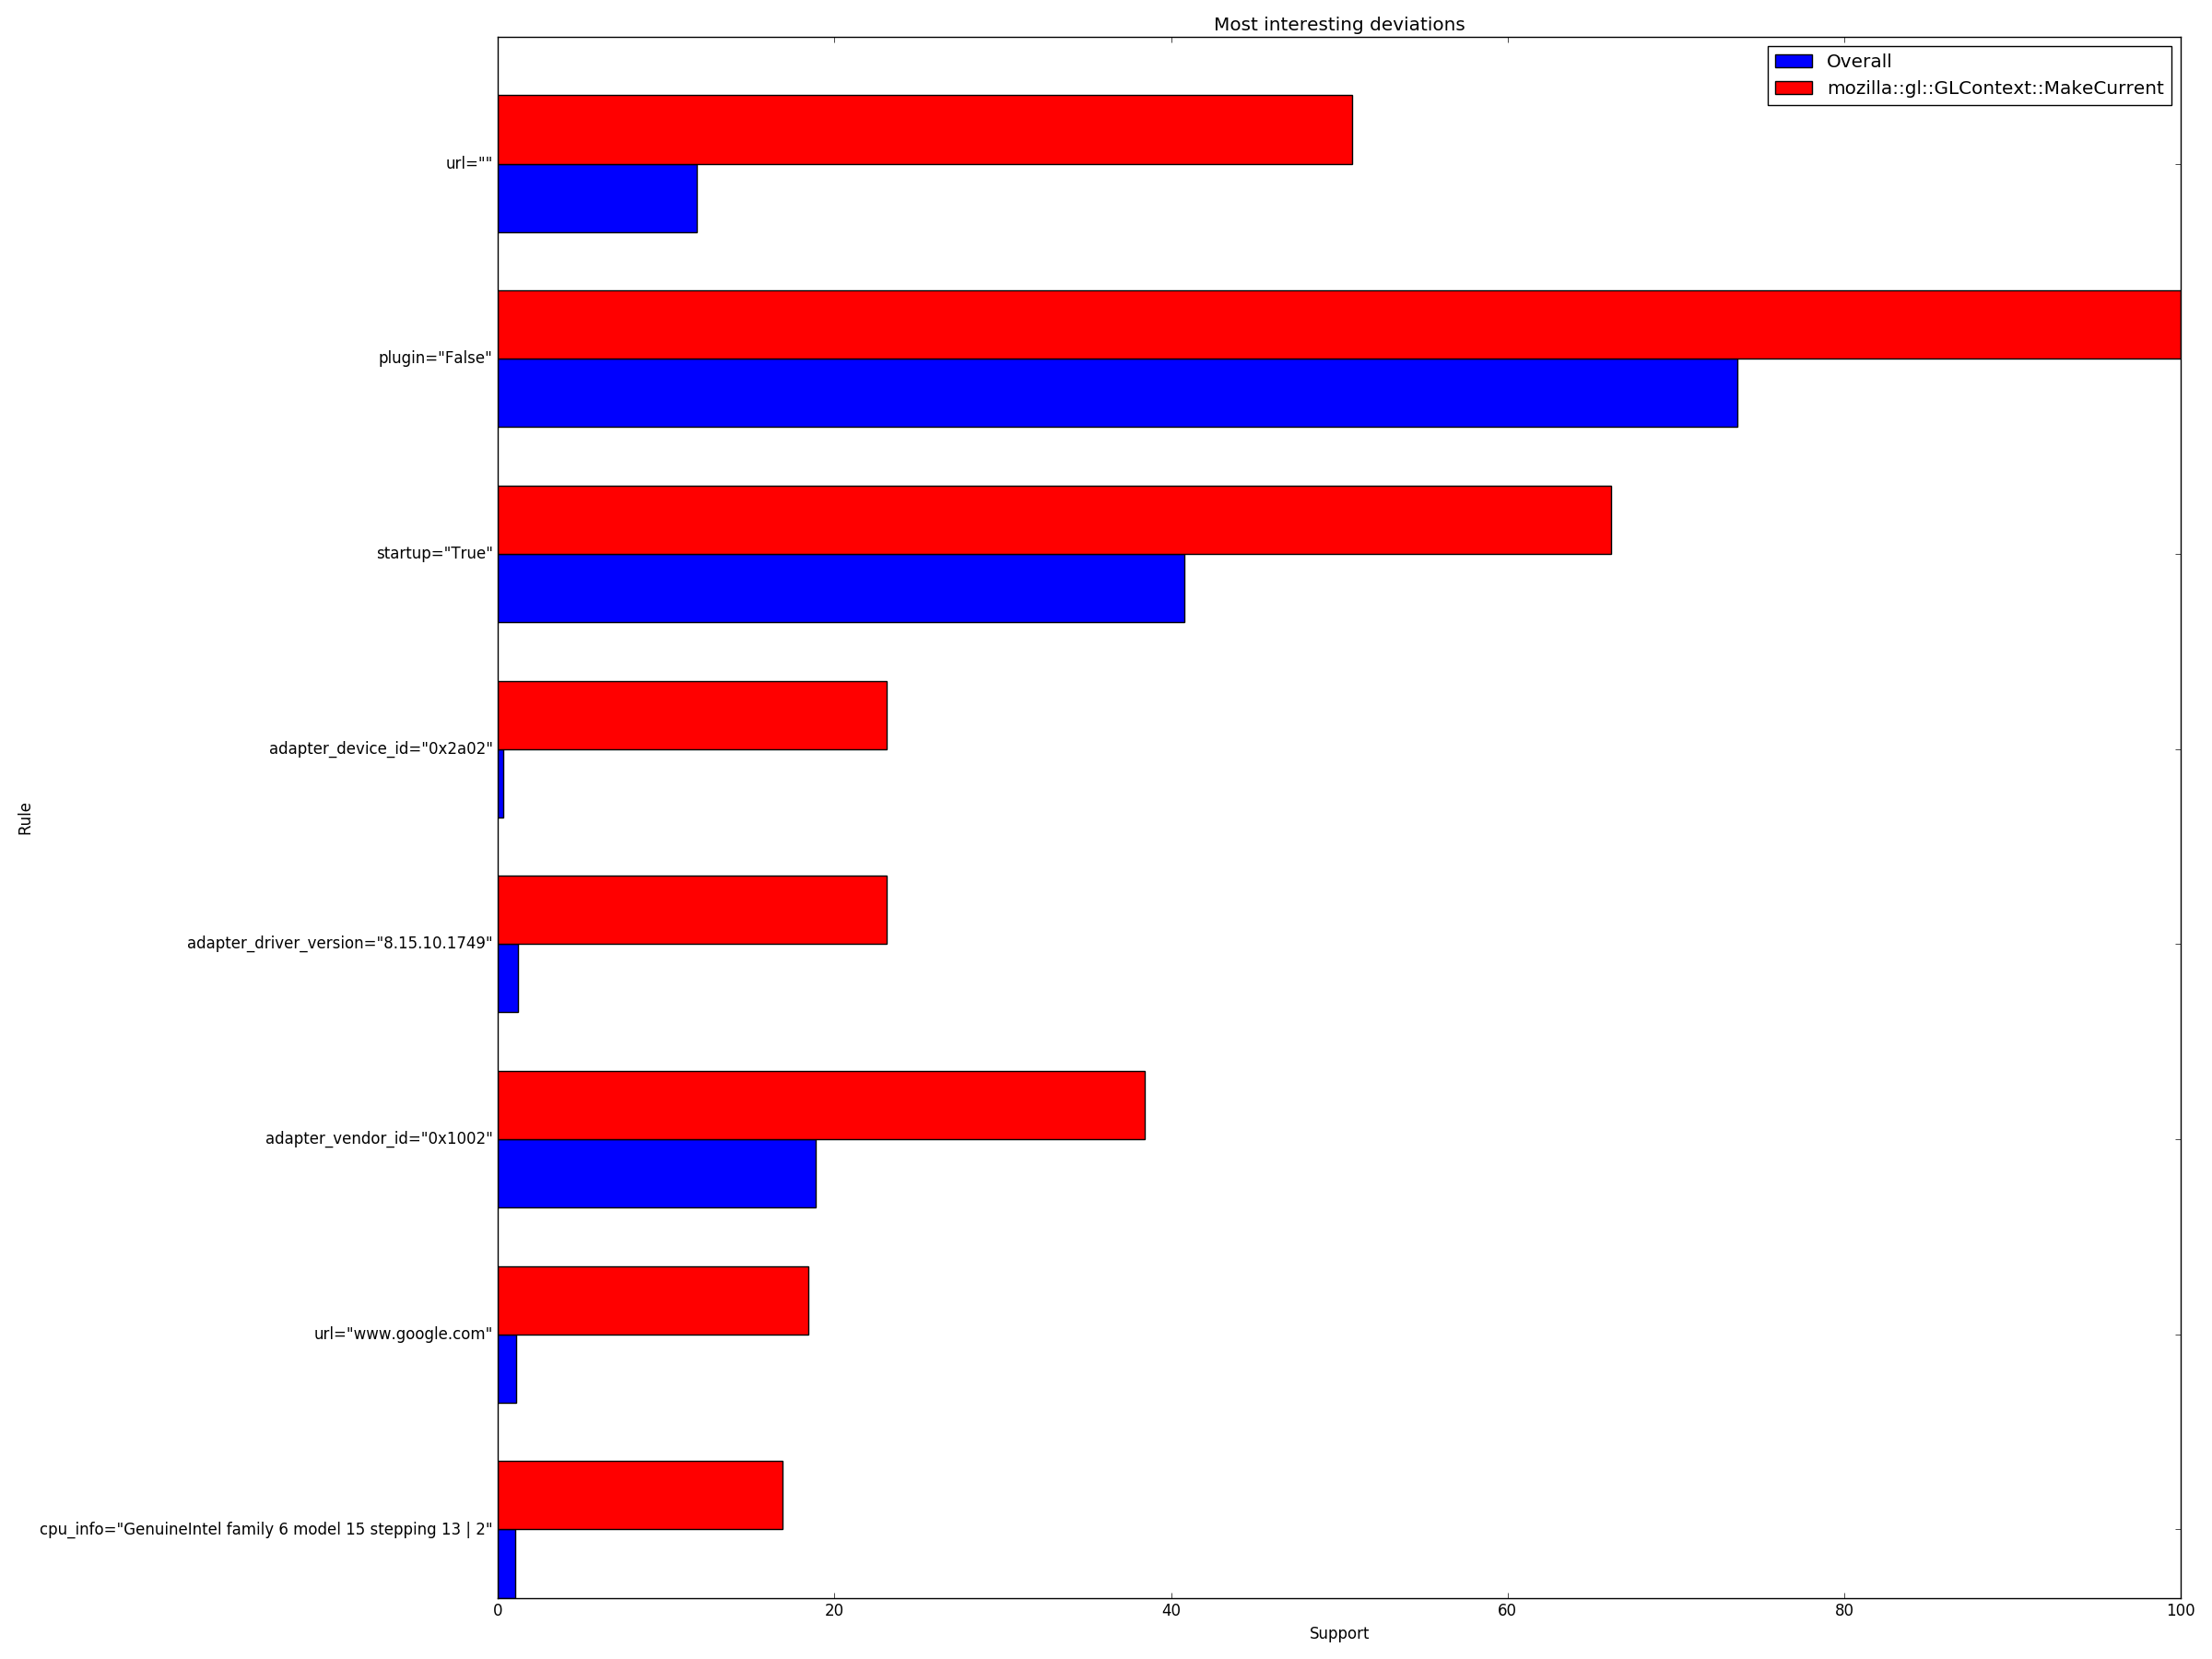 Most interesting deviations
Overall
mozilla::gl::GLContext::MakeCurrent
url=""
plugin="False"
startup="True"
adapter_device_id="0x2a02"
Rule
adapter_driver_version="8.15.10.1749"
adapter_vendor_id="0x1002"
url="www.google.com"
cpu_info="GenuineIntel family 6 model 15 stepping 13 | 2"
0 20 40 60 80 100
Support